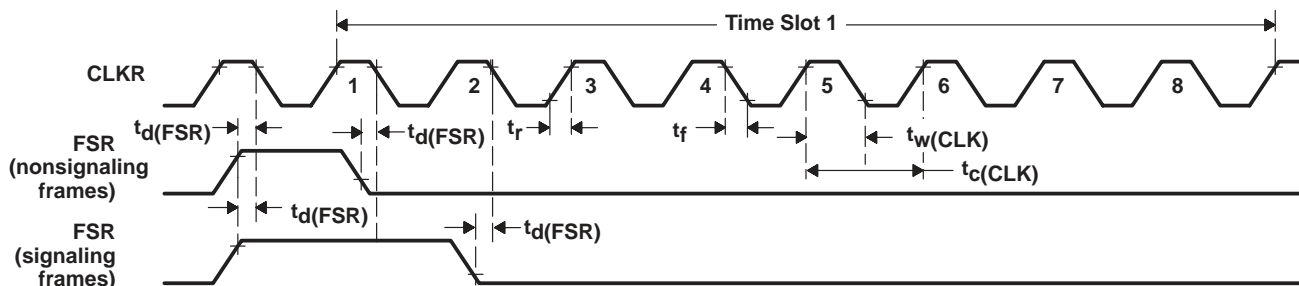 Time Slot 1
CLKR
1 2 3 4 5 6 7 8
td(FSR) td(FSR) tr tf tw(CLK)
FSR
(nonsignaling
frames)
tc(CLK)
td(FSR) td(FSR)
FSR
(signaling
frames)